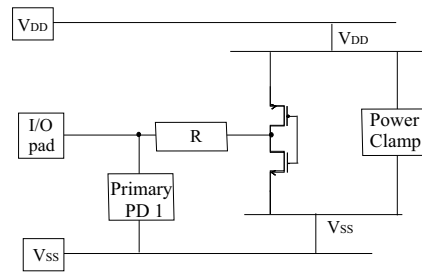 VDD
VDD
I/O
pad
R
Power
Clamp
Primary
PD 1
VSS
VSS